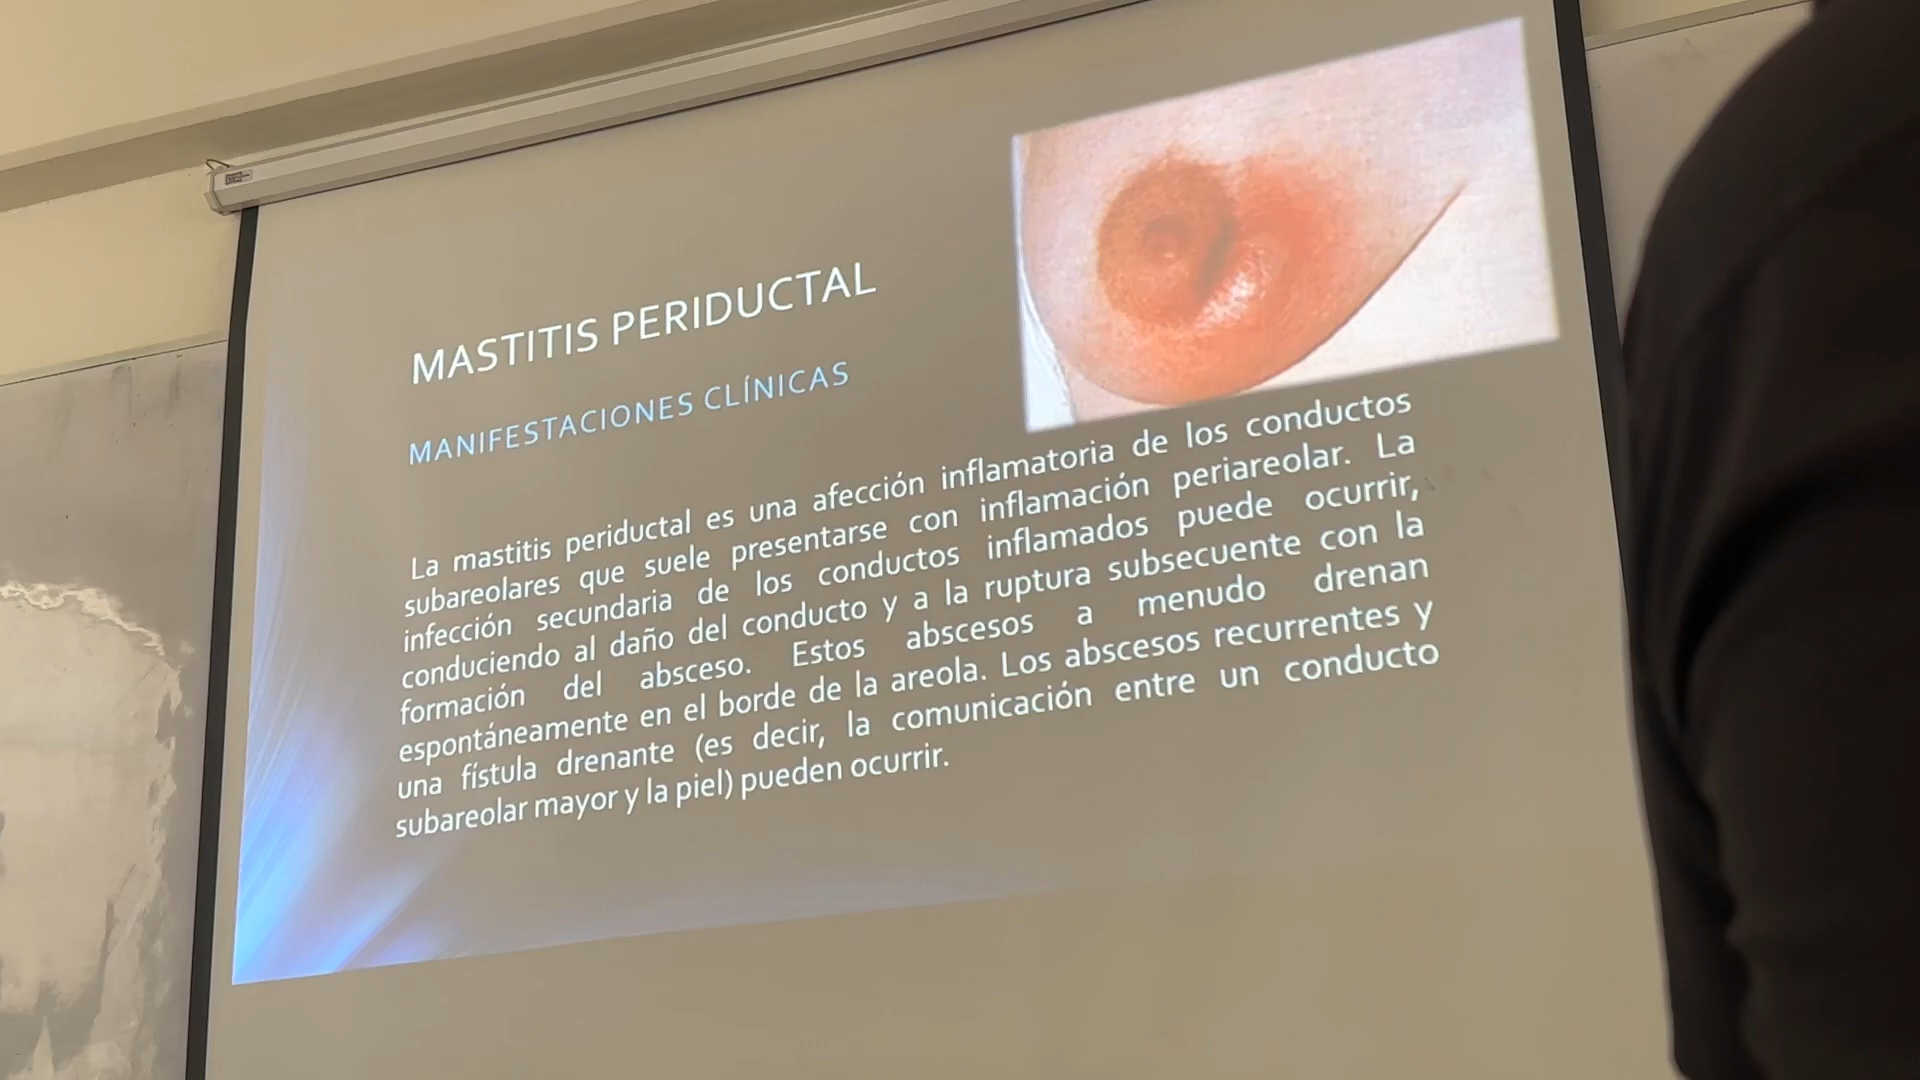 MASTITIS PERIDUCTAL
MANIFESTACIONES CLÍNICAS
La mastitis periductal es una afección inflamatoria de los conductos
subareolares que suele presentarse con inflamación periareolar. La
infección secundaria de los conductos inflamados puede ocurrir,
conduciendo al daño del conducto y a la ruptura subsecuente con la
formación del absceso. Estos abscesos a menudo drenan
espontáneamente en el borde de la areola. Los abscesos recurrentes y
una fístula drenante (es decir, la comunicación entre un conducto
subareolar mayor y la piel) pueden ocurrir.